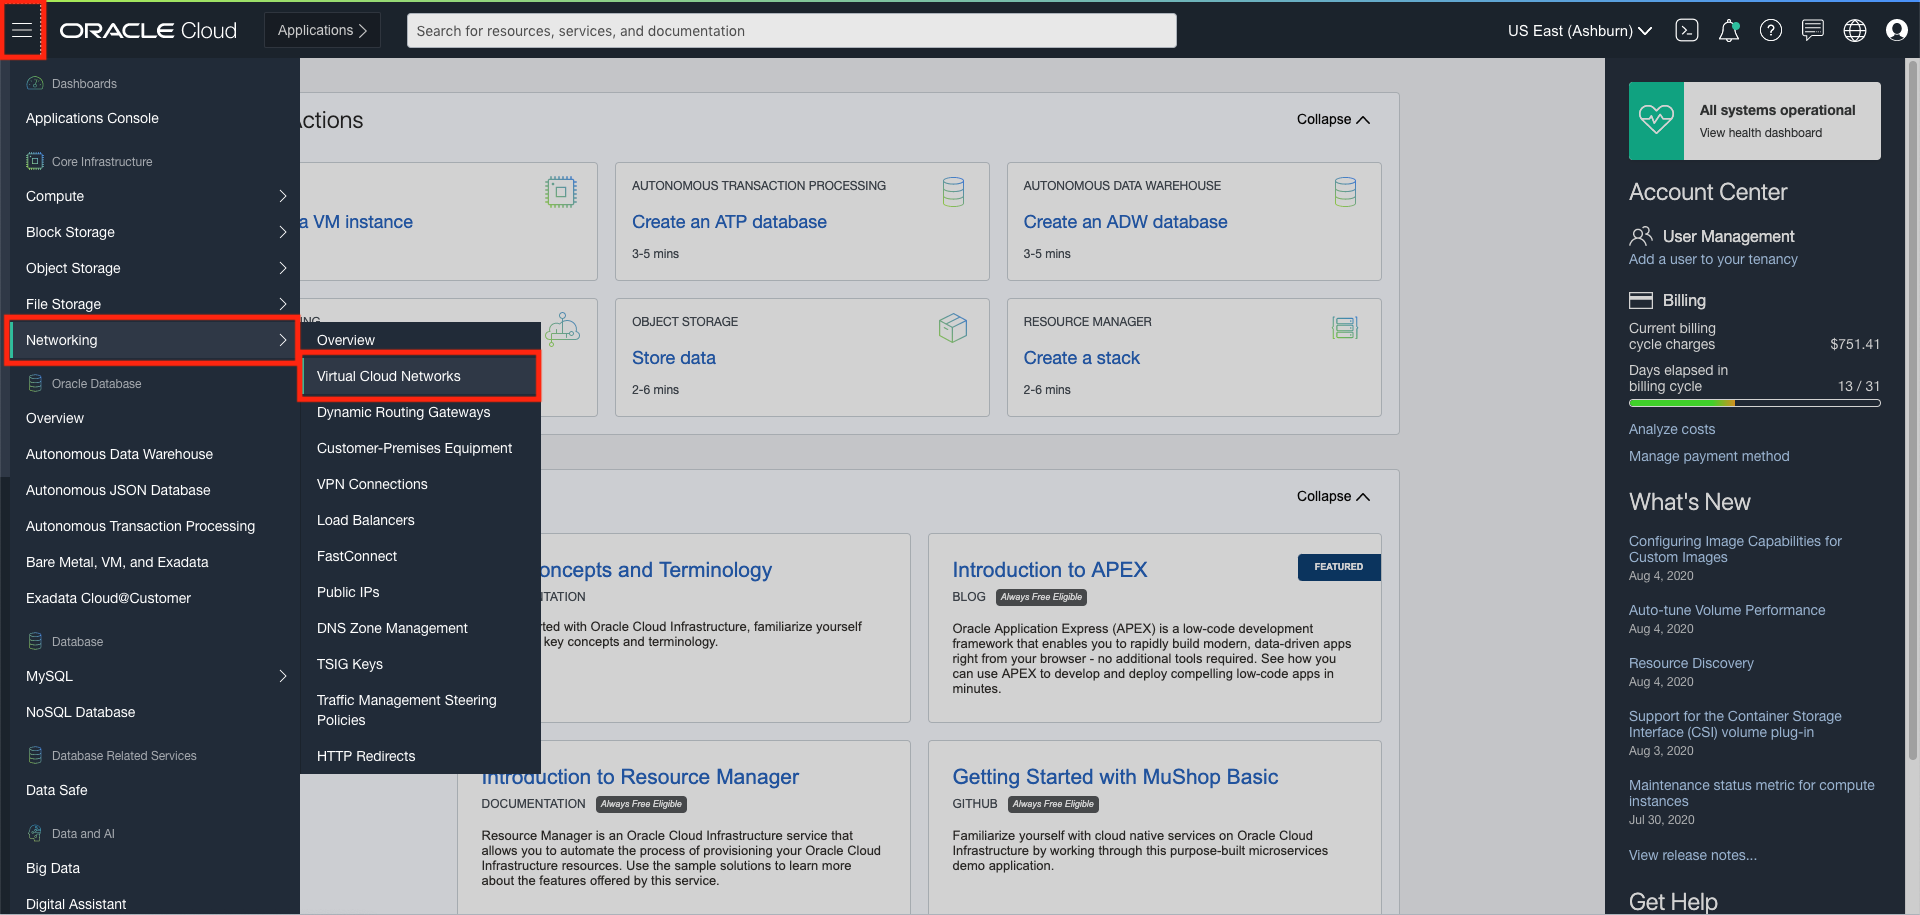 ORACLE Cloud
Applications
Search for resources, services, and documentation
US East (Ashburn)
Dashboards
Applications Console
Core Infrastructure
Compute
Block Storage
Object Storage
File Storage
Networking
Oracle Database
Overview
Autonomous Data Warehouse
Autonomous JSON Database
Autonomous Transaction Processing
Bare Metal, VM, and Exadata
Exadata Cloud@Customer
Database
MySQL
NoSQL Database
Database Related Services
Data Safe
Data and AI
Big Data
Digital Assistant
Overview
Virtual Cloud Networks
Dynamic Routing Gateways
Customer-Premises Equipment
VPN Connections
Load Balancers
FastConnect
Public IPs
DNS Zone Management
TSIG Keys
Traffic Management Steering
Policies
HTTP Redirects
Actions
Collapse
a VM instance
AUTONOMOUS TRANSACTION PROCESSING
Create an ATP database
3-5 mins
AUTONOMOUS DATA WAREHOUSE
Create an ADW database
3-5 mins
NG
OBJECT STORAGE
Store data
2-6 mins
RESOURCE MANAGER
Create a stack
2-6 mins
Collapse
oncepts and Terminology
NTATION
rted with Oracle Cloud Infrastructure, familiarize yourself
key concepts and terminology.
Introduction to APEX
FEATURED
BLOG Always Free Eligible
Oracle Application Express (APEX) is a low-code development
framework that enables you to rapidly build modern, data-driven apps
right from your browser - no additional tools required. See how you
can use APEX to develop and deploy compelling low-code apps in
minutes.
Introduction to Resource Manager
DOCUMENTATION Always Free Eligible
Resource Manager is an Oracle Cloud Infrastructure service that
allows you to automate the process of provisioning your Oracle Cloud
Infrastructure resources. Use the sample solutions to learn more
about the features offered by this service.
Getting Started with MuShop Basic
GITHUB Always Free Eligible
Familiarize yourself with cloud native services on Oracle Cloud
Infrastructure by working through this purpose-built microservices
demo application.
All systems operational
View health dashboard
Account Center
User Management
Add a user to your tenancy
Billing
Current billing
cycle charges $751.41
Days elapsed in
billing cycle 13 / 31
Analyze costs
Manage payment method
What's New
Configuring Image Capabilities for
Custom Images
Aug 4, 2020
Auto-tune Volume Performance
Aug 4, 2020
Resource Discovery
Aug 4, 2020
Support for the Container Storage
Interface (CSI) volume plug-in
Aug 3, 2020
Maintenance status metric for compute
instances
Jul 30, 2020
View release notes...
Get Help